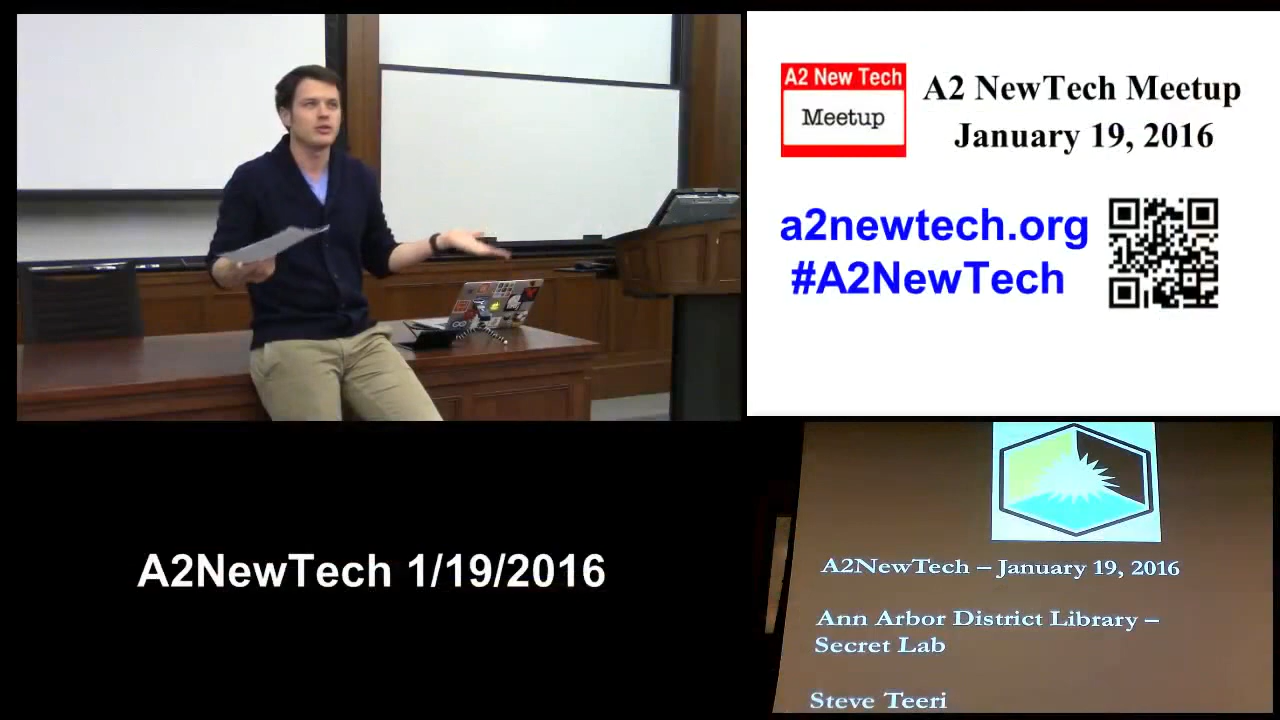 A2 New Tech
Meetup
A2 NewTech Meetup
January 19, 2016
a2newtech.org
#A2NewTech
A2NewTech 1/19/2016
A2NewTech – January 19, 2016
Ann Arbor District Library –
Secret Lab
Steve Teeri